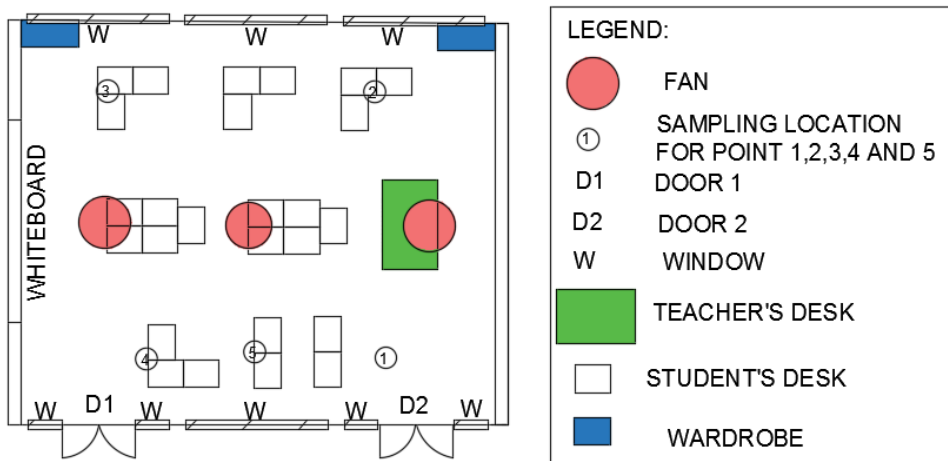 W W W
3 2
WHITEBOARD
4 5 1
W D1 W W W D2 W
LEGEND:
FAN
1 SAMPLING LOCATION
FOR POINT 1,2,3,4 AND 5
D1 DOOR 1
D2 DOOR 2
W WINDOW
TEACHER'S DESK
STUDENT'S DESK
WARDROBE